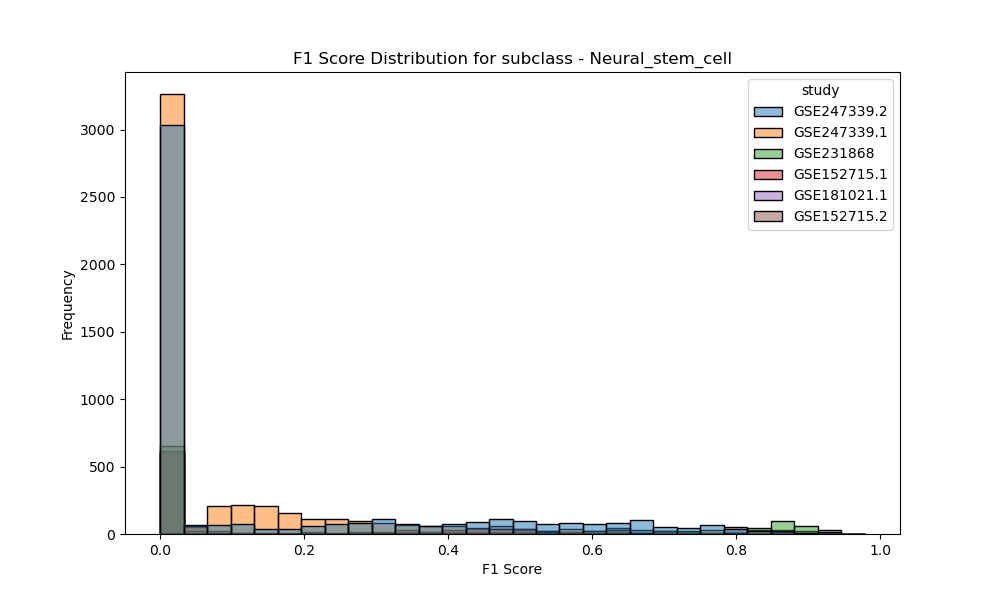 F1 Score Distribution for subclass - Neural_stem_cell
study
GSE247339.2
GSE247339.1
GSE231868
GSE152715.1
GSE181021.1
GSE152715.2
Frequency
3000
2500
2000
1500
1000
500
0
0.0 0.2 0.4 0.6 0.8 1.0
F1 Score